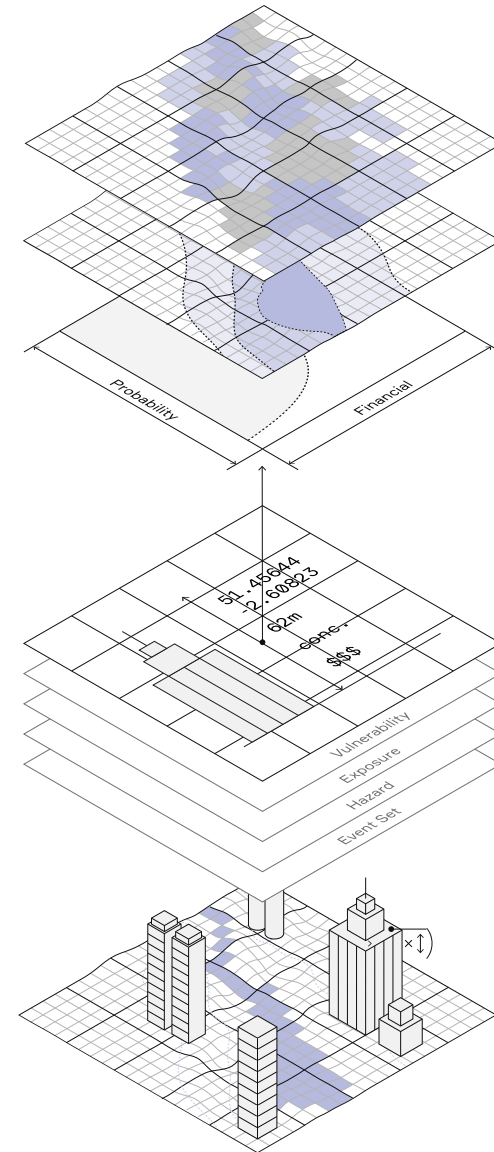 Probability
Financial
51.45644
-2.60823
62m
conc.
$$$
Vulnerability
Exposure
Hazard
Event Set
×